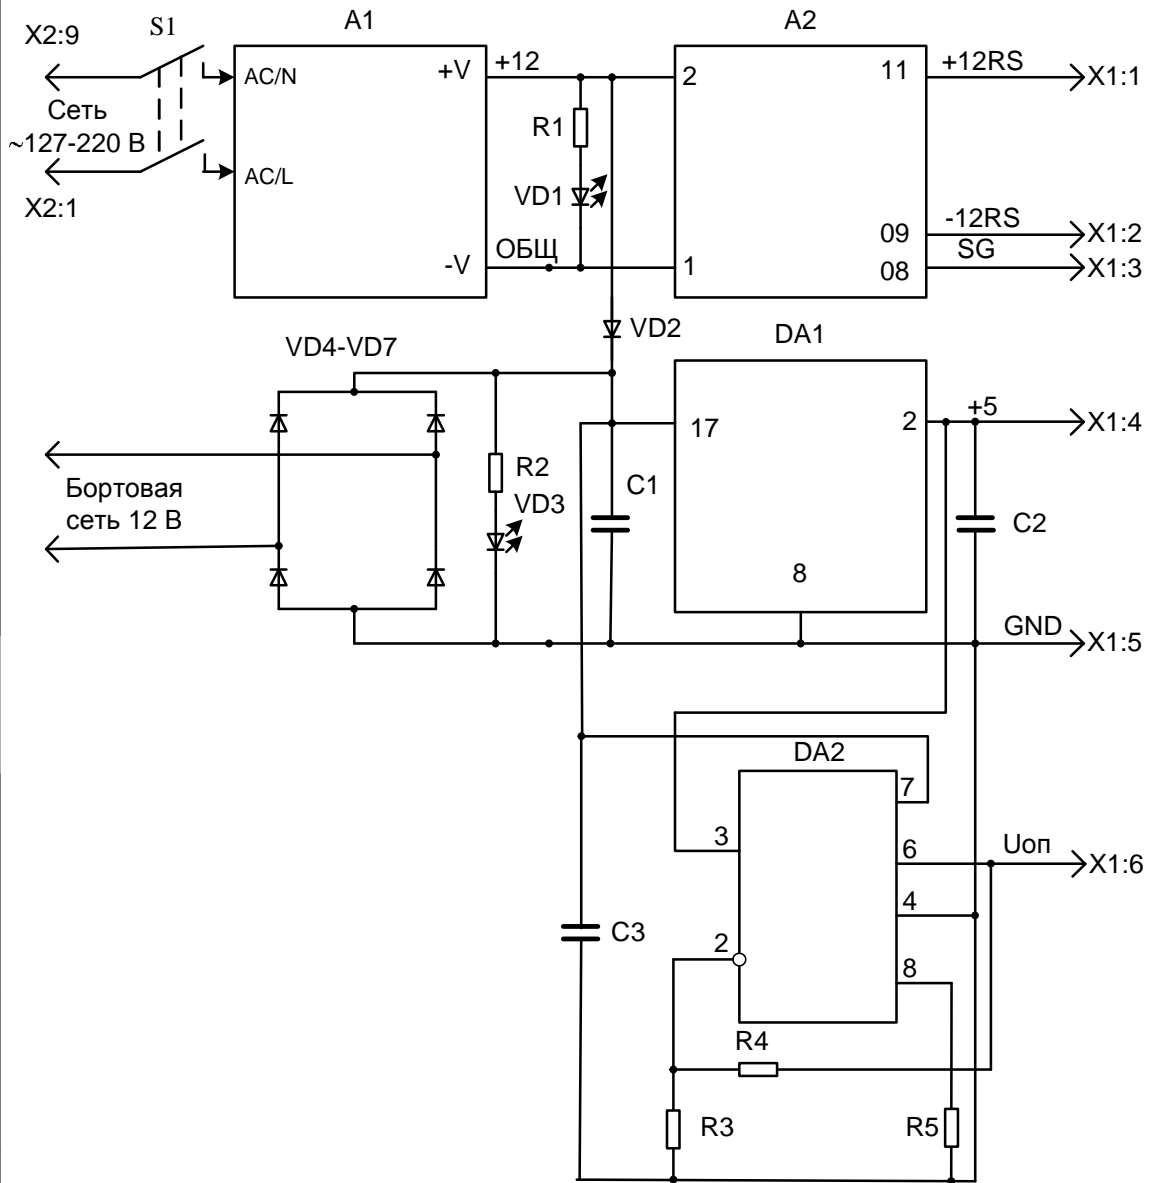 X2:9
S1
A1
A2
AC/N
+V
+12
2
11
+12RS
X1:1
Сеть
~127-220 В
R1
AC/L
VD1
X2:1
-V
ОБЩ
1
09
-12RS
X1:2
08
SG
X1:3
VD2
DA1
VD4-VD7
17
2
+5
X1:4
Бортовая
сеть 12 В
R2
VD3
C1
C2
8
GND
X1:5
DA2
7
3
6
Uоп
X1:6
4
C3
2
8
R4
R3
R5